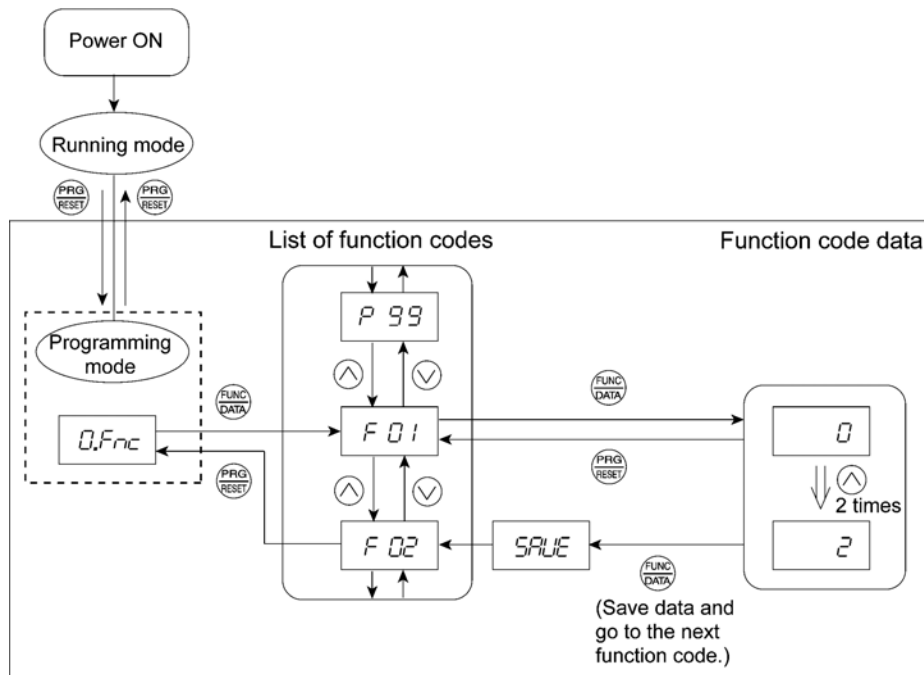 Power ON
Running mode
PRG
RESET
PRG
RESET
List of function codes
Function code data
P 99
Programming
mode
FUNC
DATA
FUNC
DATA
0.Fnc
F 01
0
PRG
RESET
PRG
RESET
2 times
F 02
SAVE
2
FUNC
DATA
(Save data and
go to the next
function code.)